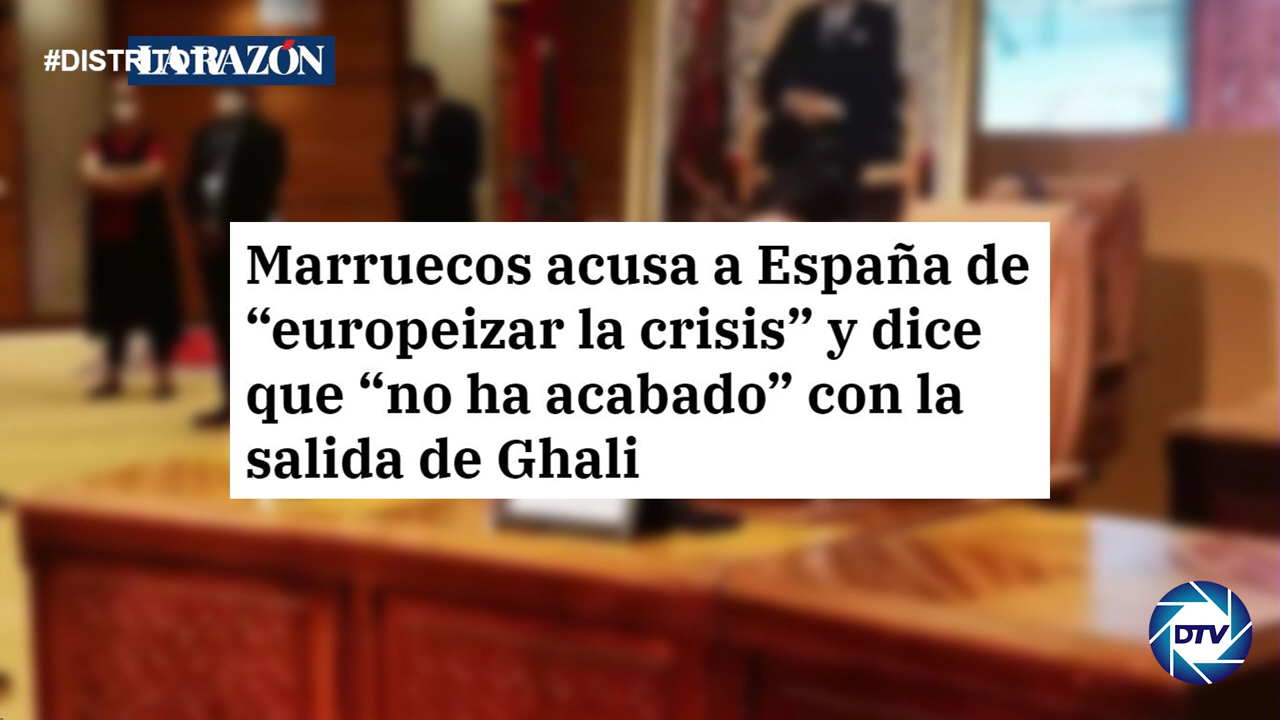 #DISTRITOTV
LA RAZÓN
Marruecos acusa a España de
“europeizar la crisis” y dice
que “no ha acabado” con la
salida de Ghali
DTV